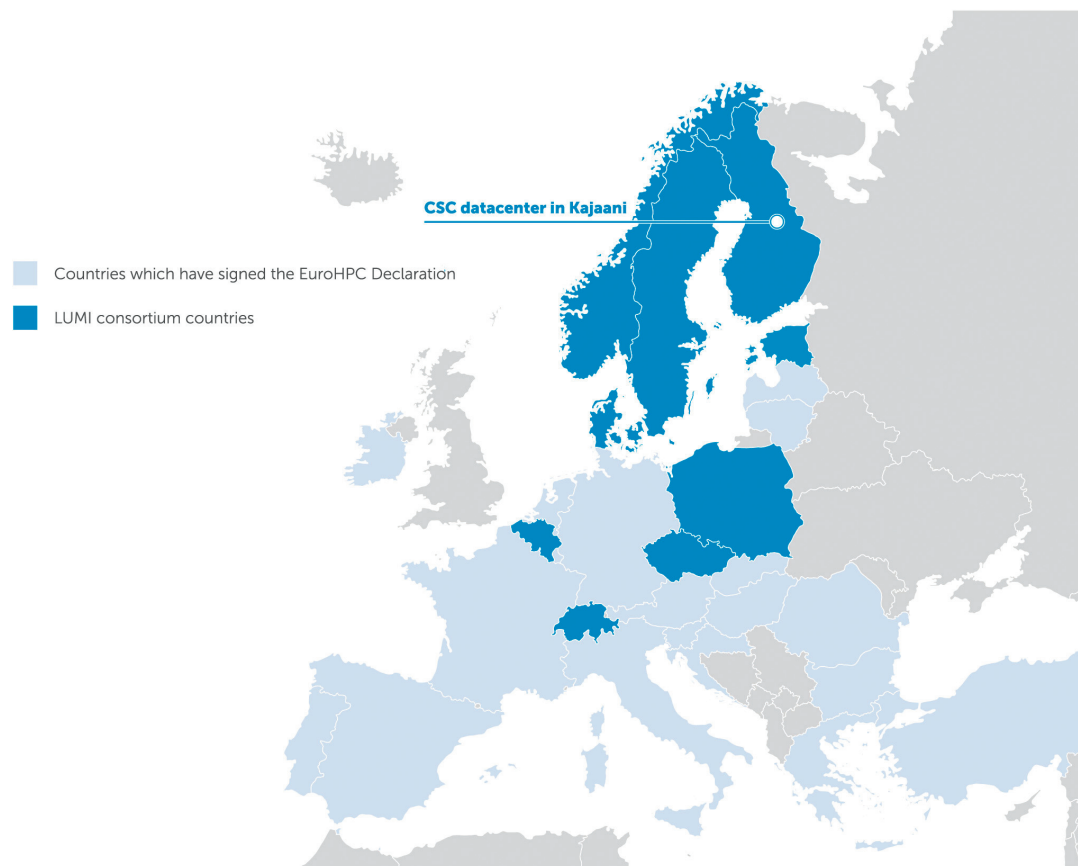 CSC datacenter in Kajaani
Countries which have signed the EuroHPC Declaration
LUMI consortium countries